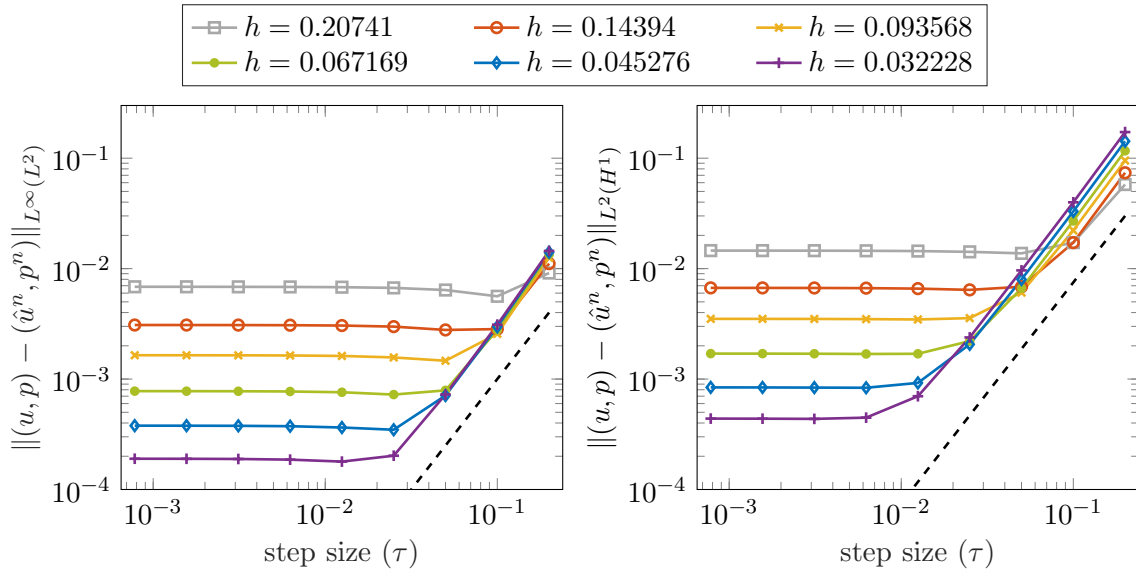 h = 0.20741 h = 0.14394 h = 0.093568
h = 0.067169 h = 0.045276 h = 0.032228
‖(u, p) − (û^n, p^n)‖_{L^∞(L^2)}
10^{−1}
10^{−2}
10^{−3}
10^{−4}
10^{−3} 10^{−2} 10^{−1}
step size (τ)
‖(u, p) − (û^n, p^n)‖_{L^2(H^1)}
10^{−1}
10^{−2}
10^{−3}
10^{−4}
10^{−3} 10^{−2} 10^{−1}
step size (τ)